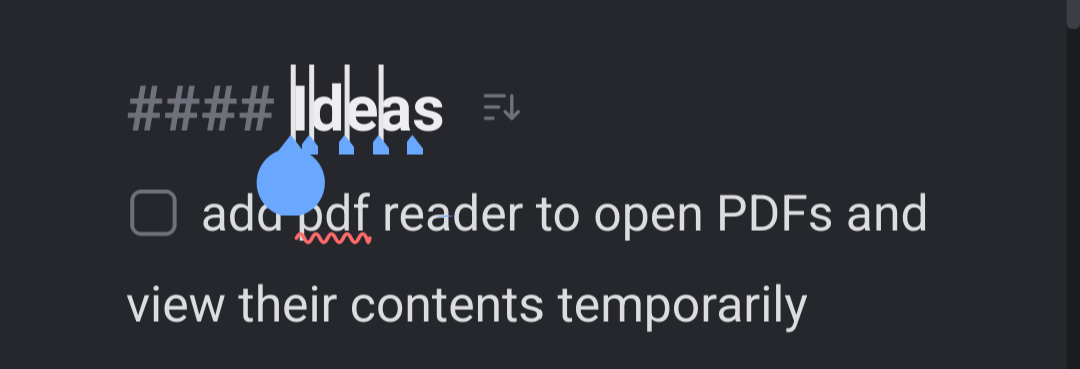 #### Ideas
add pdf reader to open PDFs and
view their contents temporarily